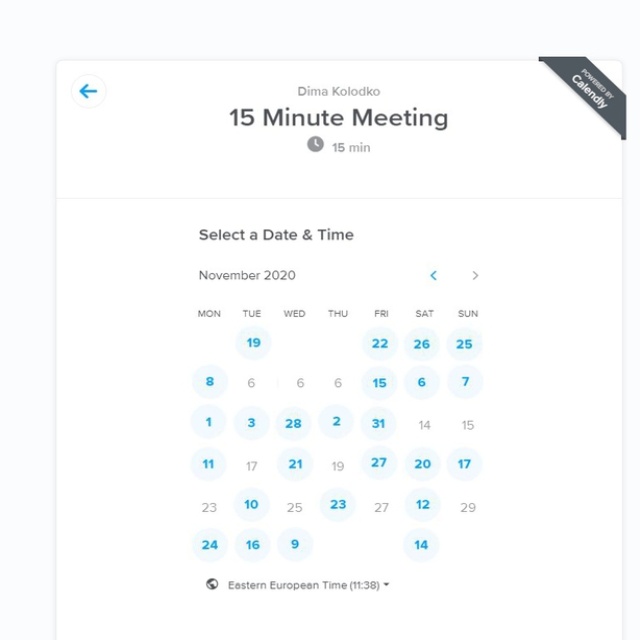 POWERED BY
Calendly
Dima Kolodko
15 Minute Meeting
15 min
Select a Date & Time
November 2020
MON TUE WED THU FRI SAT SUN
19 22 26 25
8 6 6 6 15 6 7
1 3 28 2 31 14 15
11 17 21 19 27 20 17
23 10 25 23 27 12 29
24 16 9 14
Eastern European Time (11:38)